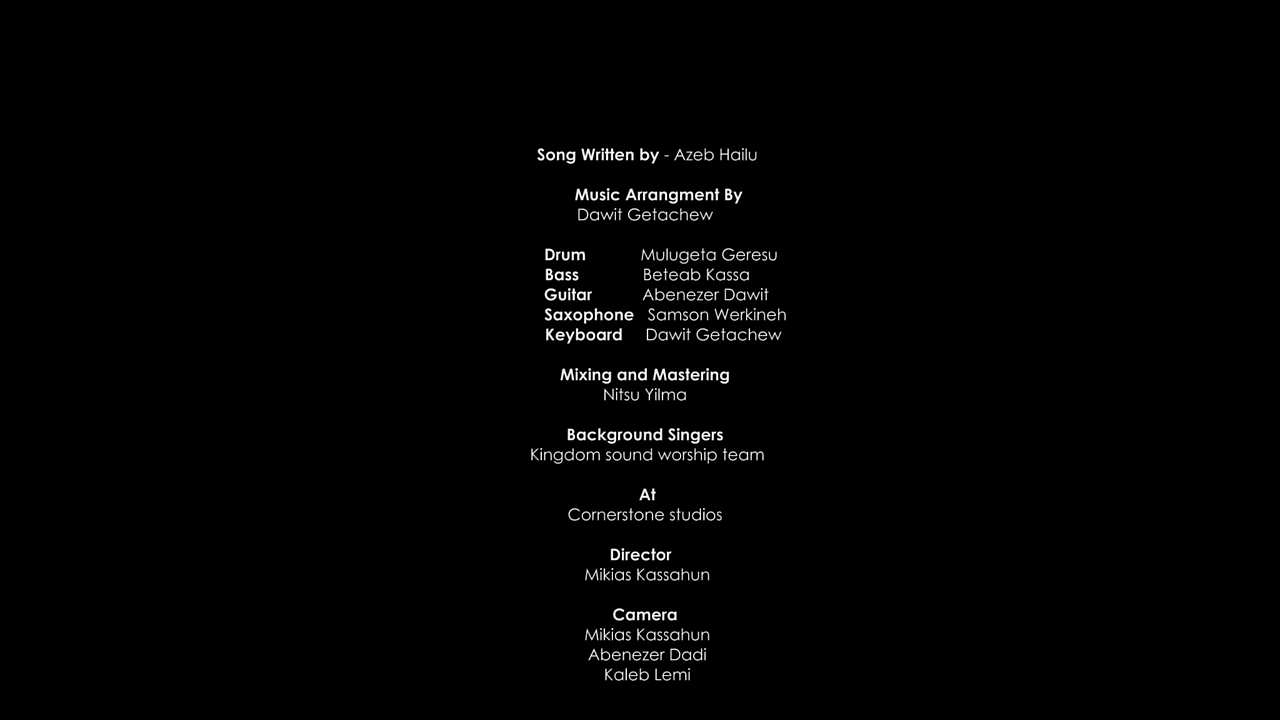 Song Written by - Azeb Hailu
Music Arrangment By
Dawit Getachew
Drum Mulugeta Geresu
Bass Beteab Kassa
Guitar Abenezer Dawit
Saxophone Samson Werkineh
Keyboard Dawit Getachew
Mixing and Mastering
Nitsu Yilma
Background Singers
Kingdom sound worship team
At
Cornerstone studios
Director
Mikias Kassahun
Camera
Mikias Kassahun
Abenezer Dadi
Kaleb Lemi